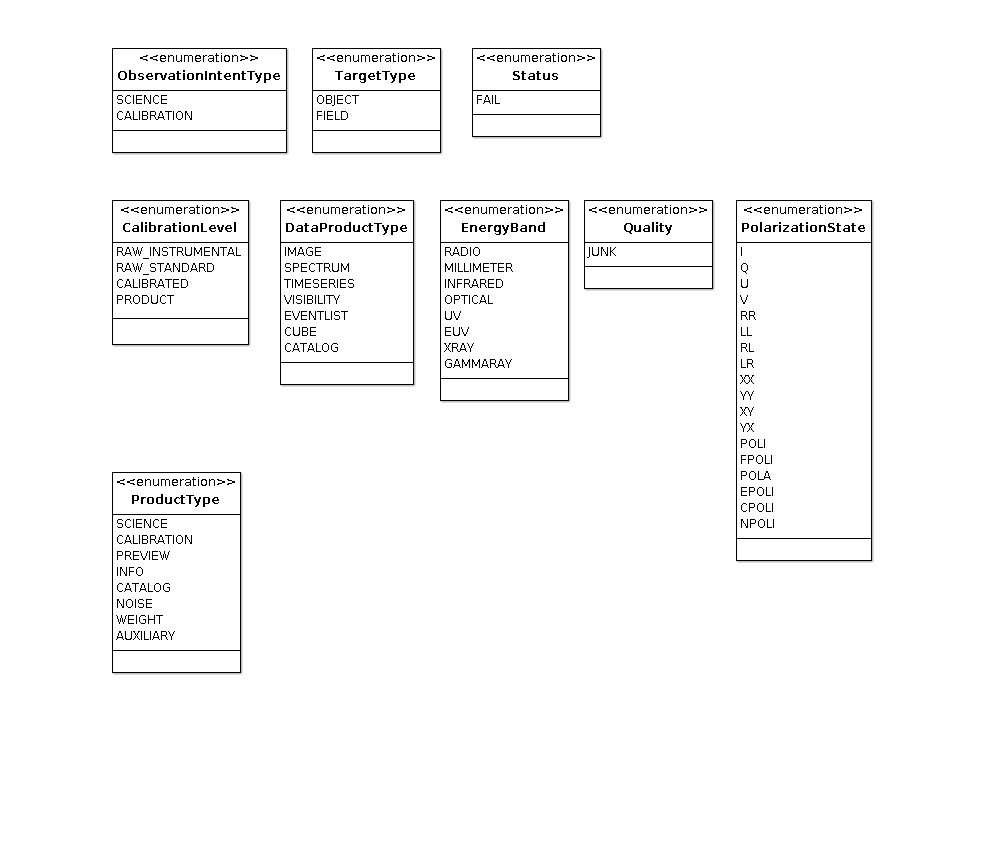 <<enumeration>>
ObservationIntentType
SCIENCE
CALIBRATION
<<enumeration>>
TargetType
OBJECT
FIELD
<<enumeration>>
Status
FAIL
<<enumeration>>
CalibrationLevel
RAW_INSTRUMENTAL
RAW_STANDARD
CALIBRATED
PRODUCT
<<enumeration>>
DataProductType
IMAGE
SPECTRUM
TIMESERIES
VISIBILITY
EVENTLIST
CUBE
CATALOG
<<enumeration>>
EnergyBand
RADIO
MILLIMETER
INFRARED
OPTICAL
UV
EUV
XRAY
GAMMARAY
<<enumeration>>
Quality
JUNK
<<enumeration>>
PolarizationState
I
Q
U
V
RR
LL
RL
LR
XX
YY
XY
YX
POLI
FPOLI
POLA
EPOLI
CPOLI
NPOLI
<<enumeration>>
ProductType
SCIENCE
CALIBRATION
PREVIEW
INFO
CATALOG
NOISE
WEIGHT
AUXILIARY